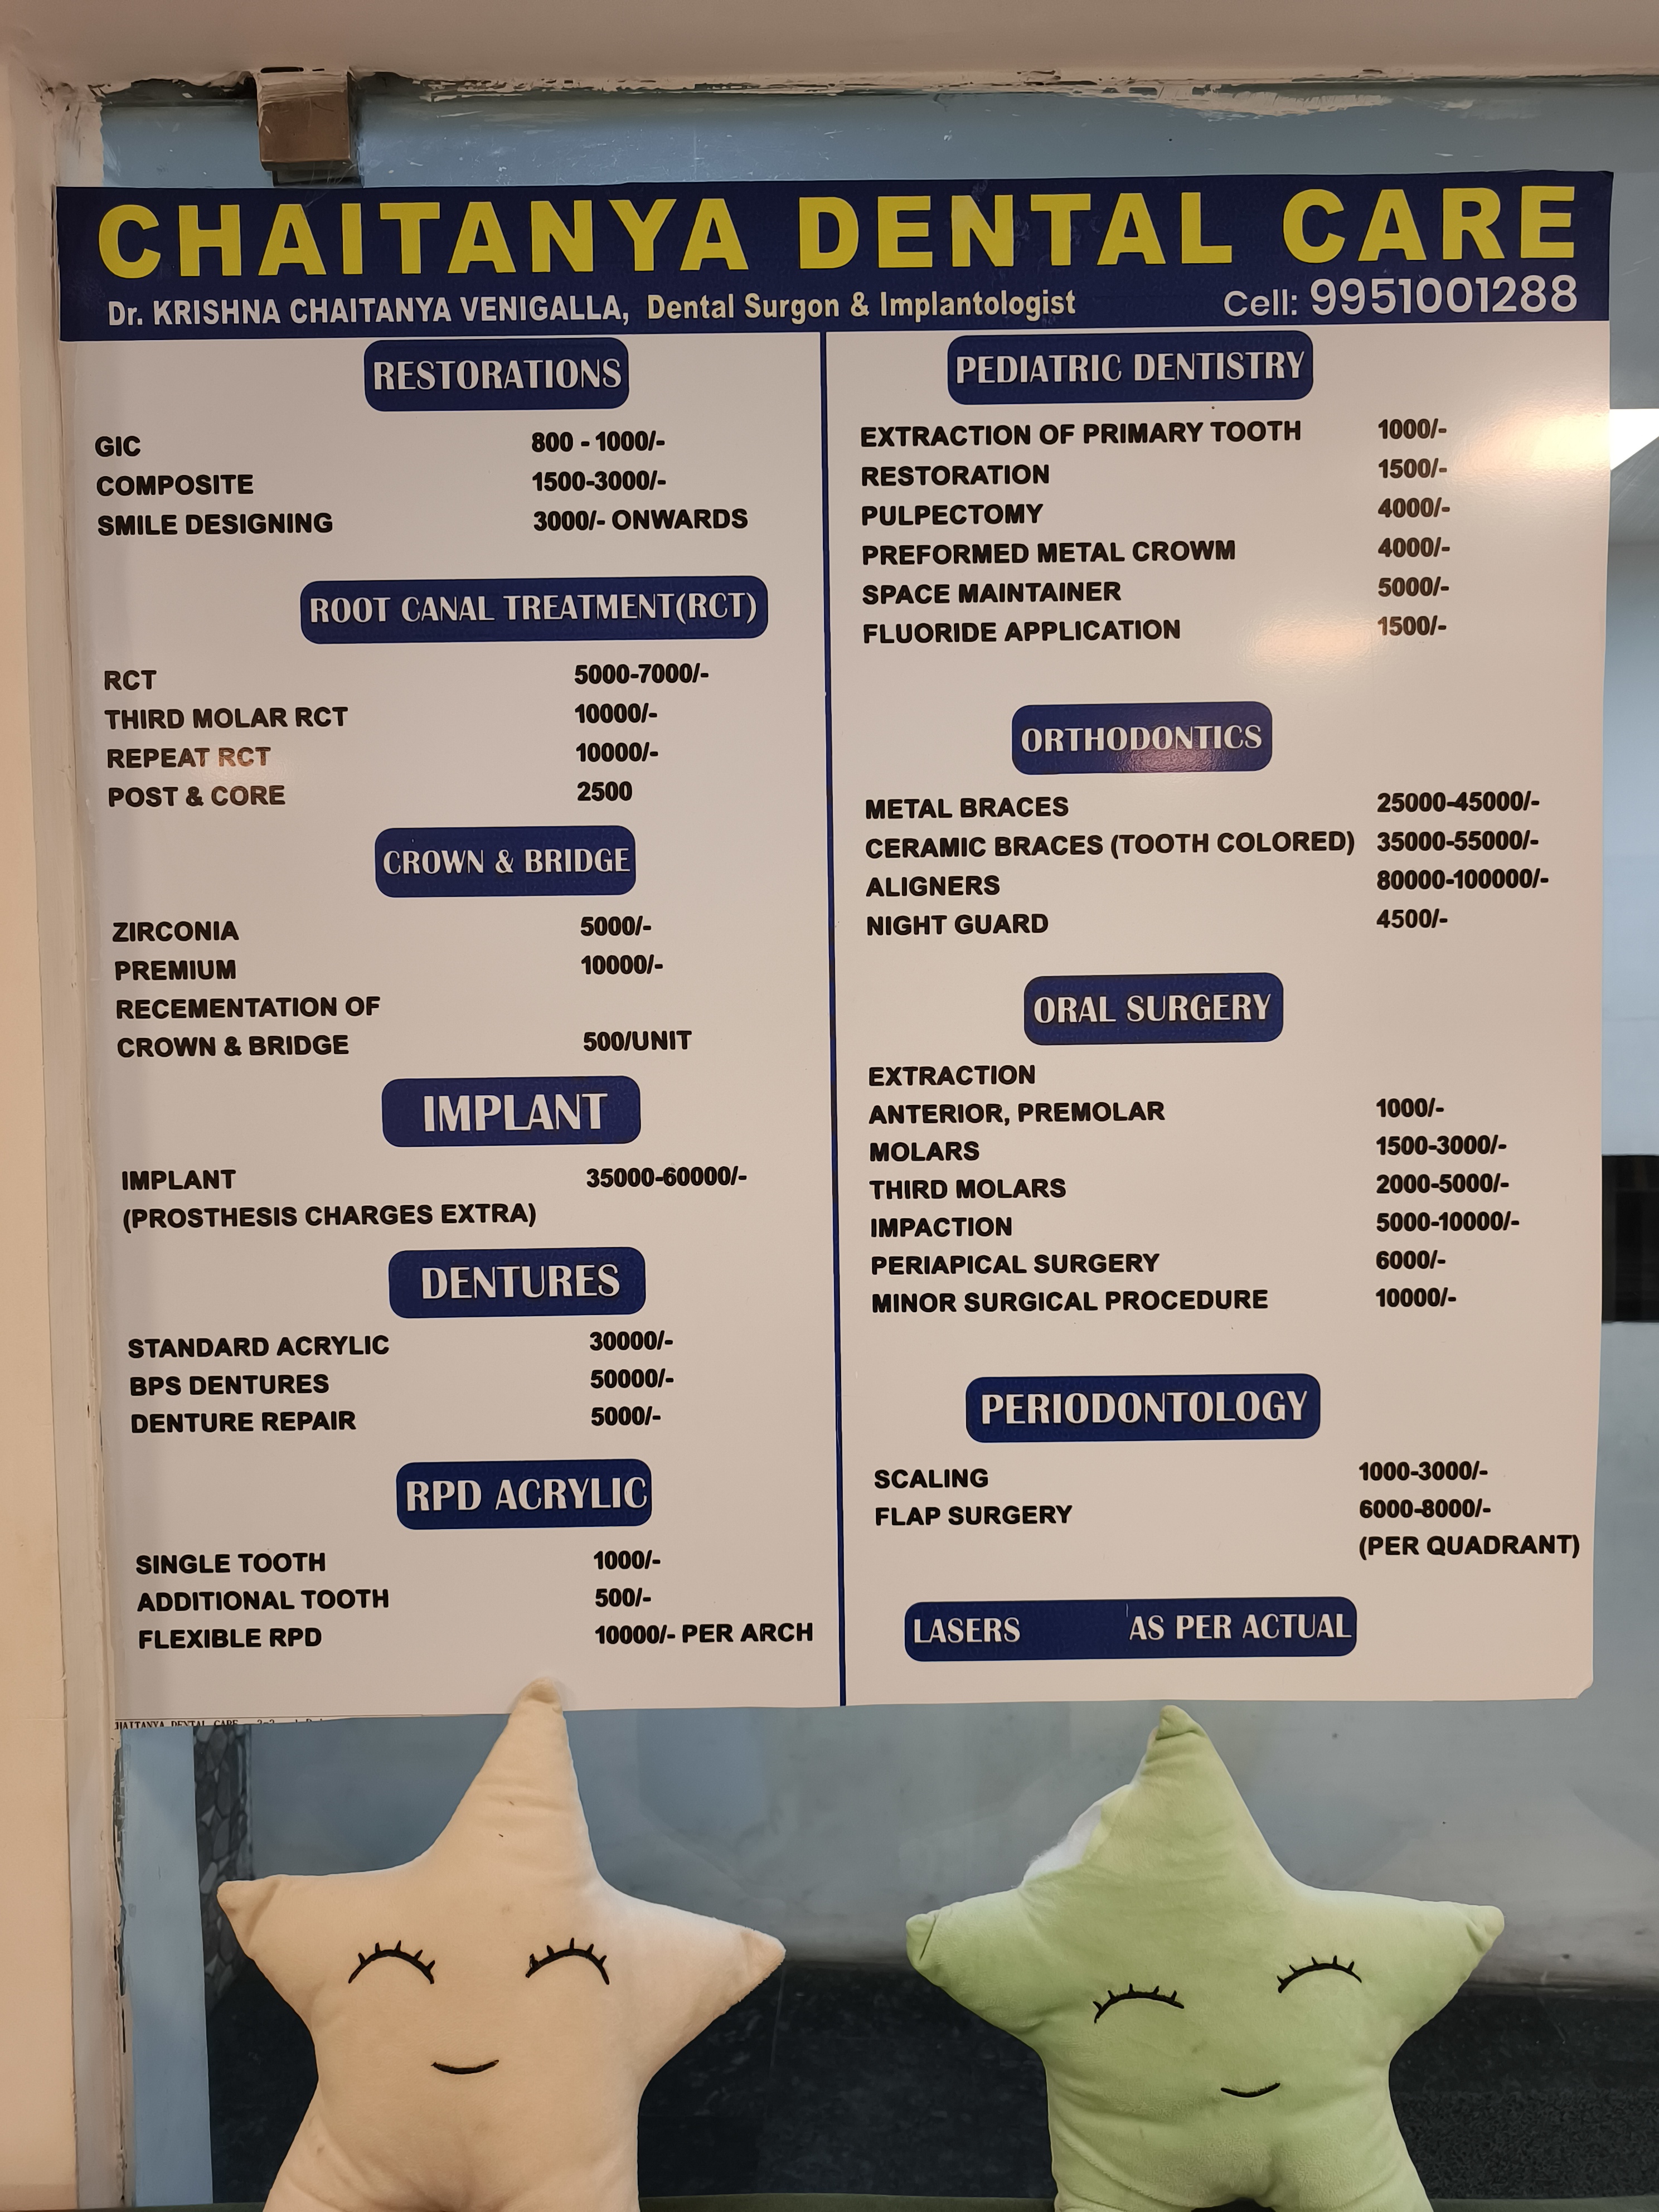 CHAITANYA DENTAL CARE
Dr. KRISHNA CHAITANYA VENIGALLA, Dental Surgon & Implantologist Cell: 9951001288
RESTORATIONS
GIC 800 - 1000/-
COMPOSITE 1500-3000/-
SMILE DESIGNING 3000/- ONWARDS
ROOT CANAL TREATMENT(RCT)
RCT 5000-7000/-
THIRD MOLAR RCT 10000/-
REPEAT RCT 10000/-
POST & CORE 2500
CROWN & BRIDGE
ZIRCONIA 5000/-
PREMIUM 10000/-
RECEMENTATION OF
CROWN & BRIDGE 500/UNIT
IMPLANT
IMPLANT 35000-60000/-
(PROSTHESIS CHARGES EXTRA)
DENTURES
STANDARD ACRYLIC 30000/-
BPS DENTURES 50000/-
DENTURE REPAIR 5000/-
RPD ACRYLIC
SINGLE TOOTH 1000/-
ADDITIONAL TOOTH 500/-
FLEXIBLE RPD 10000/- PER ARCH
PEDIATRIC DENTISTRY
EXTRACTION OF PRIMARY TOOTH 1000/-
RESTORATION 1500/-
PULPECTOMY 4000/-
PREFORMED METAL CROWM 4000/-
SPACE MAINTAINER 5000/-
FLUORIDE APPLICATION 1500/-
ORTHODONTICS
METAL BRACES 25000-45000/-
CERAMIC BRACES (TOOTH COLORED) 35000-55000/-
ALIGNERS 80000-100000/-
NIGHT GUARD 4500/-
ORAL SURGERY
EXTRACTION
ANTERIOR, PREMOLAR 1000/-
MOLARS 1500-3000/-
THIRD MOLARS 2000-5000/-
IMPACTION 5000-10000/-
PERIAPICAL SURGERY 6000/-
MINOR SURGICAL PROCEDURE 10000/-
PERIODONTOLOGY
SCALING 1000-3000/-
FLAP SURGERY 6000-8000/-
(PER QUADRANT)
LASERS AS PER ACTUAL
DENTAL CARE